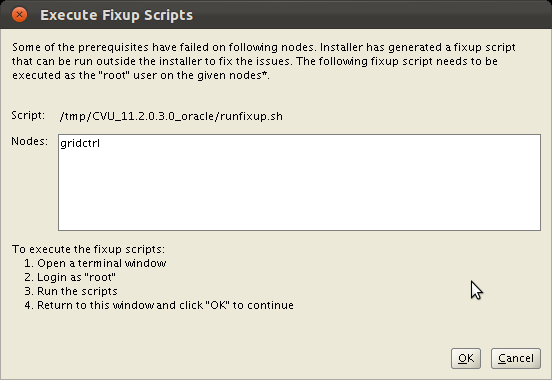 Execute Fixup Scripts
Some of the prerequisites have failed on following nodes. Installer has generated a fixup script
that can be run outside the installer to fix the issues. The following fixup script needs to be
executed as the "root" user on the given nodes*.
Script: /tmp/CVU_11.2.0.3.0_oracle/runfixup.sh
Nodes: gridctrl
To execute the fixup scripts:
1. Open a terminal window
2. Login as "root"
3. Run the scripts
4. Return to this window and click "OK" to continue
OK Cancel